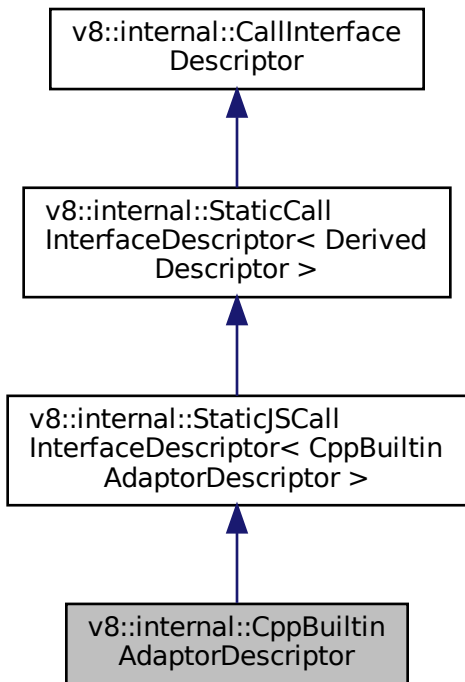 v8::internal::CallInterface
Descriptor
v8::internal::StaticCall
InterfaceDescriptor< Derived
Descriptor >
v8::internal::StaticJSCall
InterfaceDescriptor< CppBuiltin
AdaptorDescriptor >
v8::internal::CppBuiltin
AdaptorDescriptor